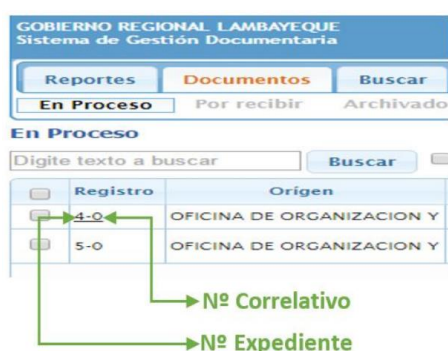 GOBIERNO REGIONAL LAMBAYEQUE
Sistema de Gestión Documentaria
Reportes Documentos Buscar
En Proceso Por recibir Archivado
En Proceso
Digite texto a buscar Buscar
Registro Orígen
4-0 OFICINA DE ORGANIZACION Y
5-0 OFICINA DE ORGANIZACION Y
Nº Correlativo
Nº Expediente